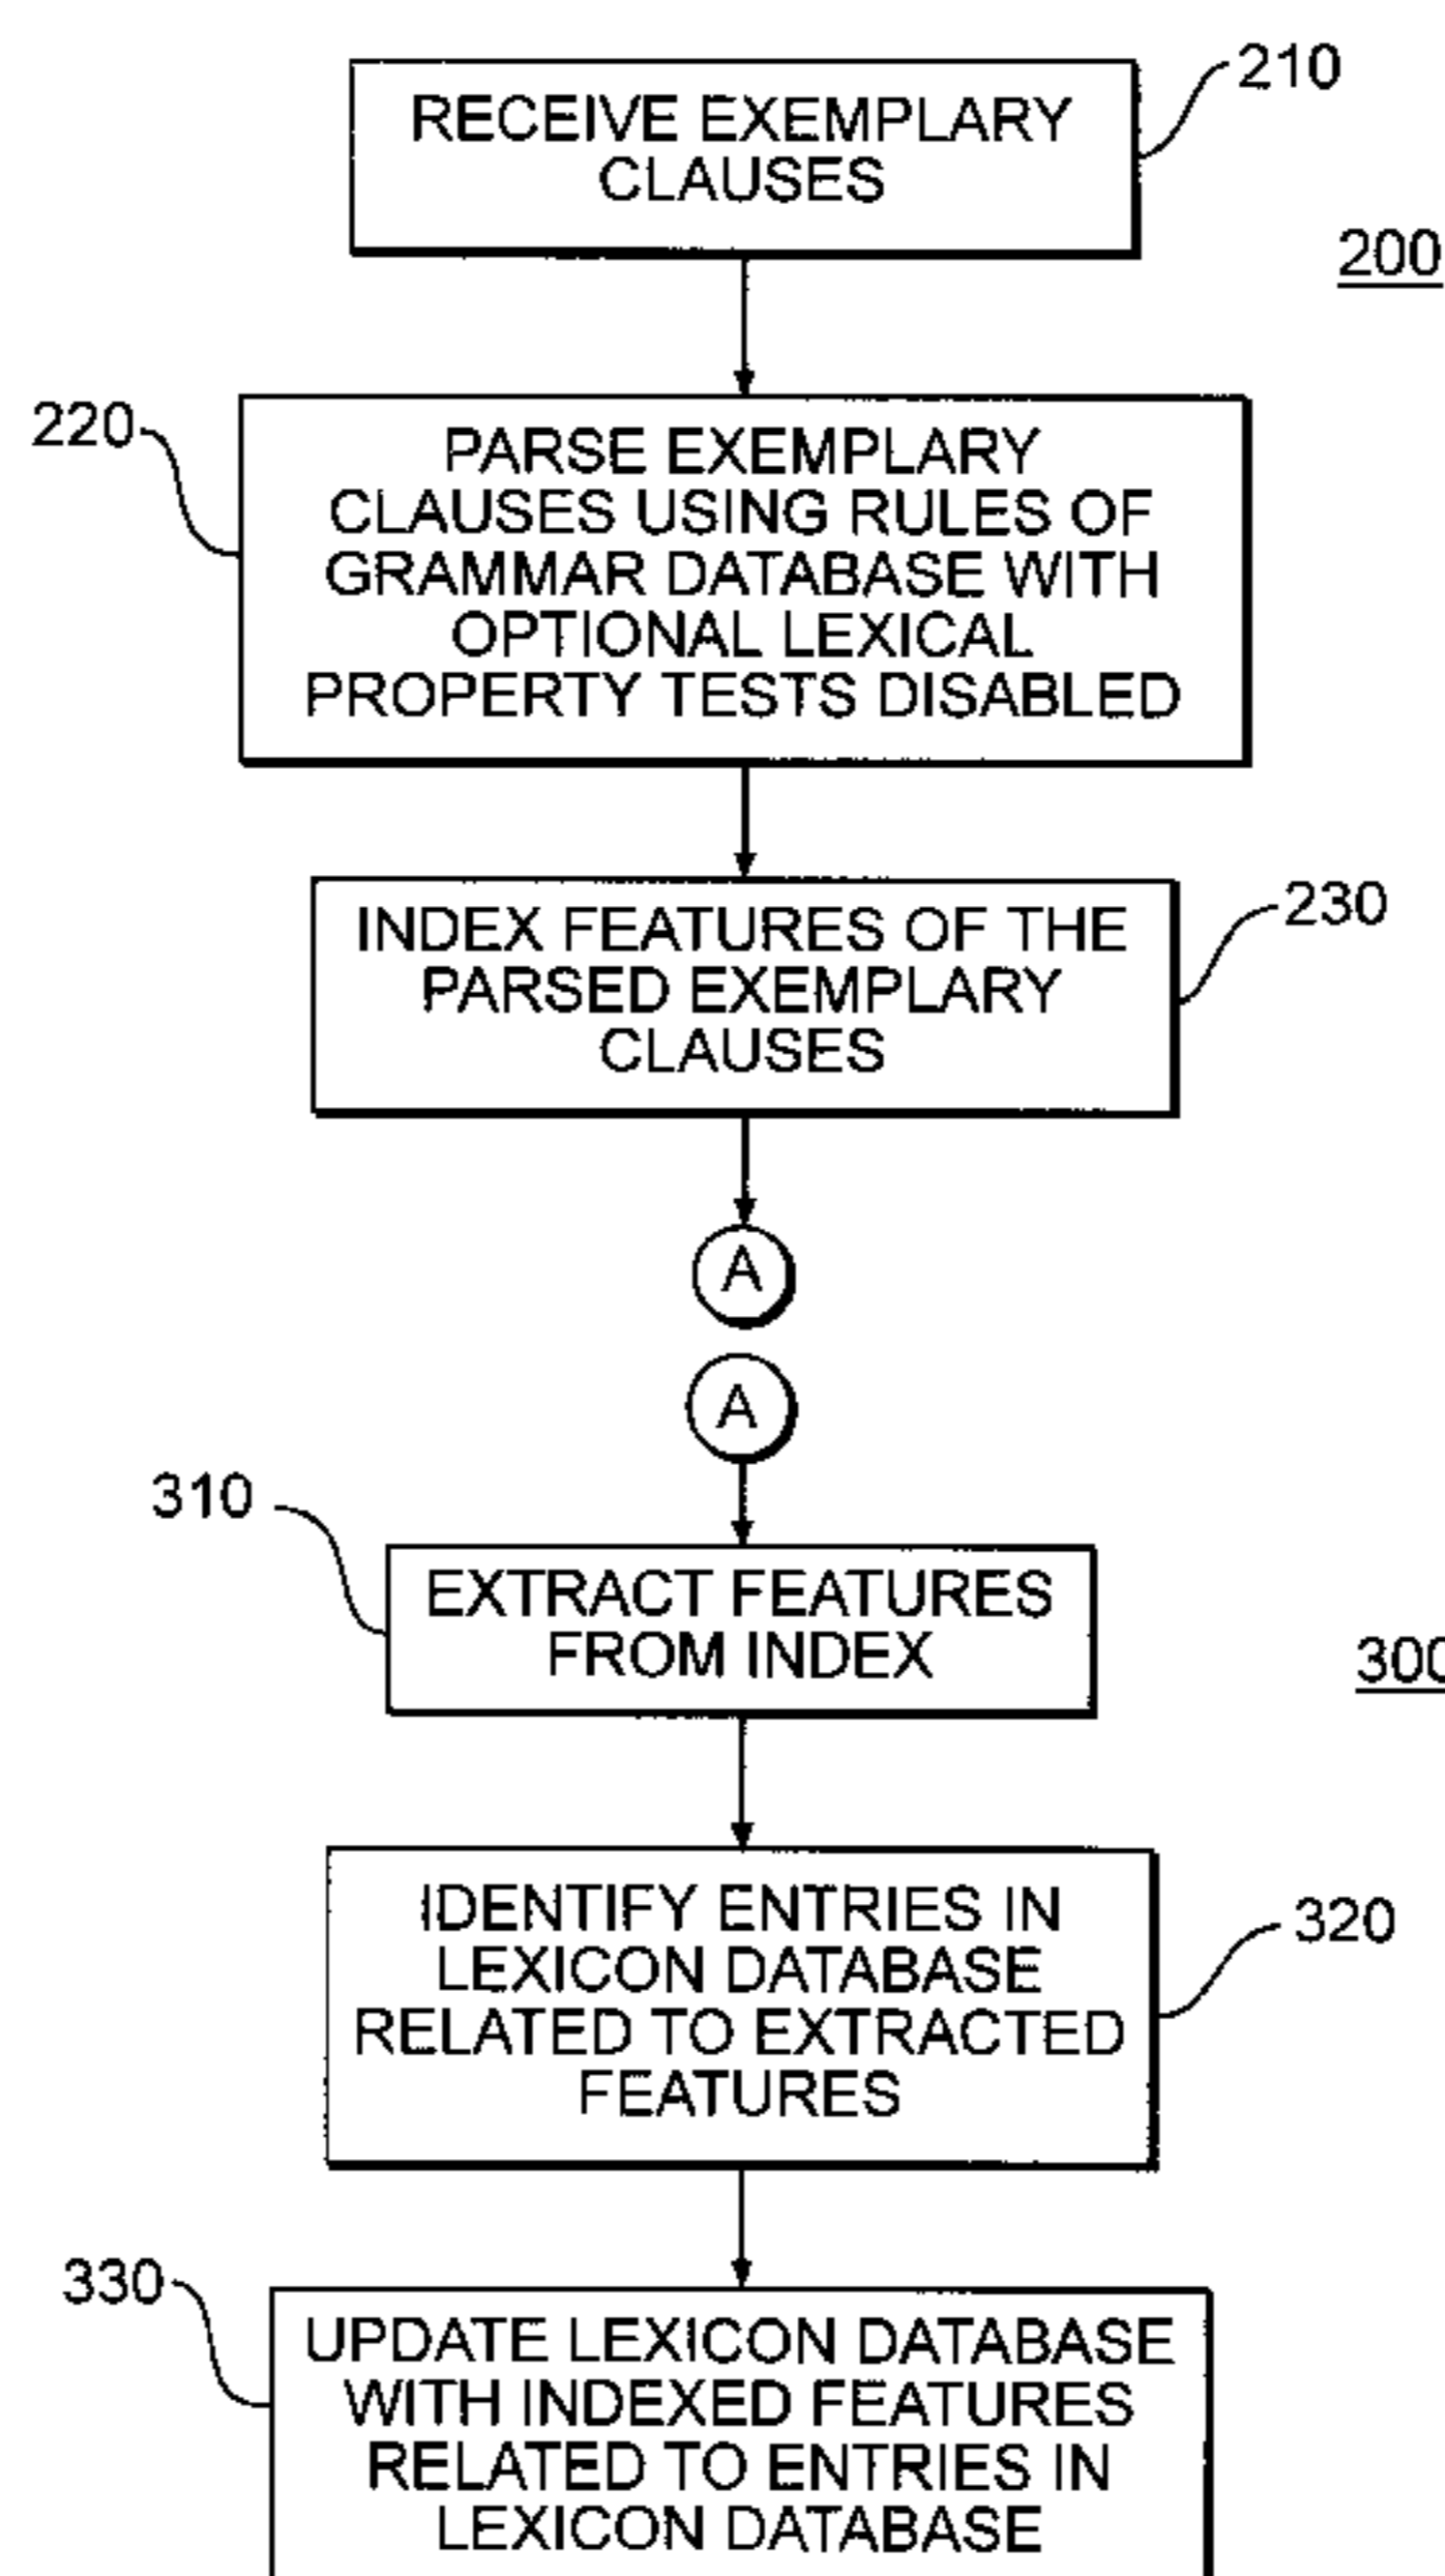 210
RECEIVE EXEMPLARY
CLAUSES
200
220
PARSE EXEMPLARY
CLAUSES USING RULES OF
GRAMMAR DATABASE WITH
OPTIONAL LEXICAL
PROPERTY TESTS DISABLED
230
INDEX FEATURES OF THE
PARSED EXEMPLARY
CLAUSES
A
A
310
EXTRACT FEATURES
FROM INDEX
300
IDENTIFY ENTRIES IN
LEXICON DATABASE
RELATED TO EXTRACTED
FEATURES
320
330
UPDATE LEXICON DATABASE
WITH INDEXED FEATURES
RELATED TO ENTRIES IN
LEXICON DATABASE